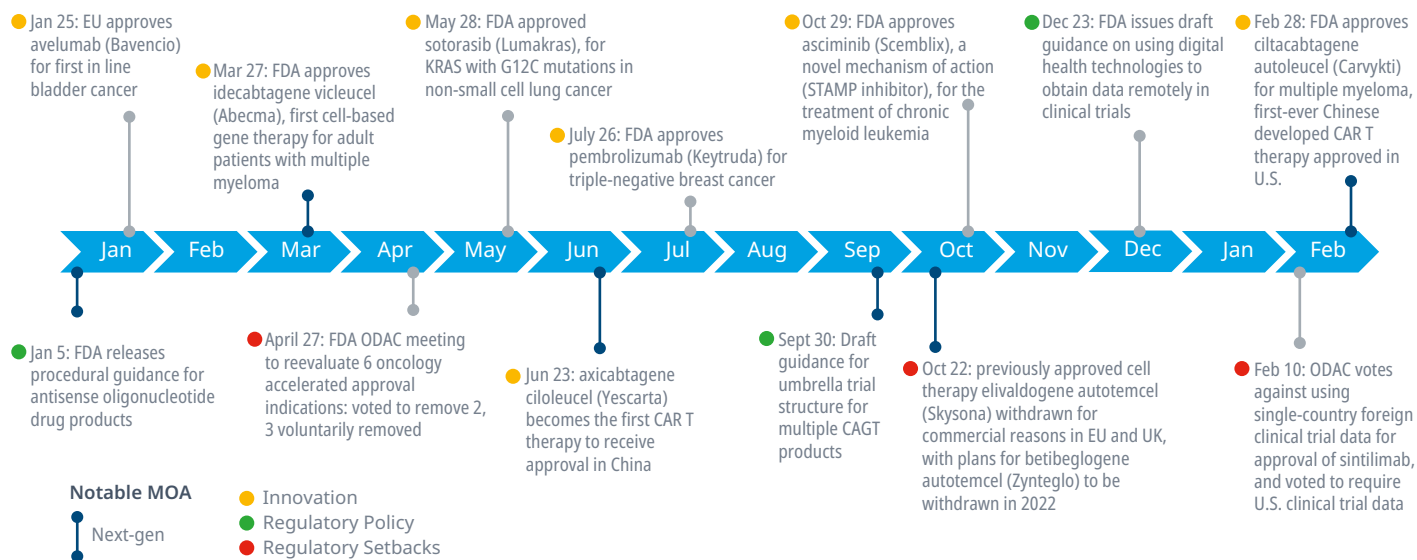 Jan 25: EU approves
avelumab (Bavencio)
for first in line
bladder cancer
Mar 27: FDA approves
idecabtagene vicleucel
(Abecma), first cell-based
gene therapy for adult
patients with multiple
myeloma
May 28: FDA approved
sotorasib (Lumakras), for
KRAS with G12C mutations in
non-small cell lung cancer
July 26: FDA approves
pembrolizumab (Keytruda) for
triple-negative breast cancer
Oct 29: FDA approves
asciminib (Scemblix), a
novel mechanism of action
(STAMP inhibitor), for the
treatment of chronic
myeloid leukemia
Dec 23: FDA issues draft
guidance on using digital
health technologies to
obtain data remotely in
clinical trials
Feb 28: FDA approves
ciltacabtagene
autoleucel (Carvykti)
for multiple myeloma,
first-ever Chinese
developed CAR T
therapy approved in
U.S.
Jan Feb Mar Apr May Jun Jul Aug Sep Oct Nov Dec Jan Feb
Jan 5: FDA releases
procedural guidance for
antisense oligonucleotide
drug products
April 27: FDA ODAC meeting
to reevaluate 6 oncology
accelerated approval
indications: voted to remove 2,
3 voluntarily removed
Jun 23: axicabtagene
ciloleucel (Yescarta)
becomes the first CAR T
therapy to receive
approval in China
Sept 30: Draft
guidance for
umbrella trial
structure for
multiple CAGT
products
Oct 22: previously approved cell
therapy elivaldogene autotemcel
(Skysona) withdrawn for
commercial reasons in EU and UK,
with plans for betibeglogene
autotemcel (Zynteglo) to be
withdrawn in 2022
Feb 10: ODAC votes
against using
single-country foreign
clinical trial data for
approval of sintilimab,
and voted to require
U.S. clinical trial data
Notable MOA
Next-gen
Innovation
Regulatory Policy
Regulatory Setbacks